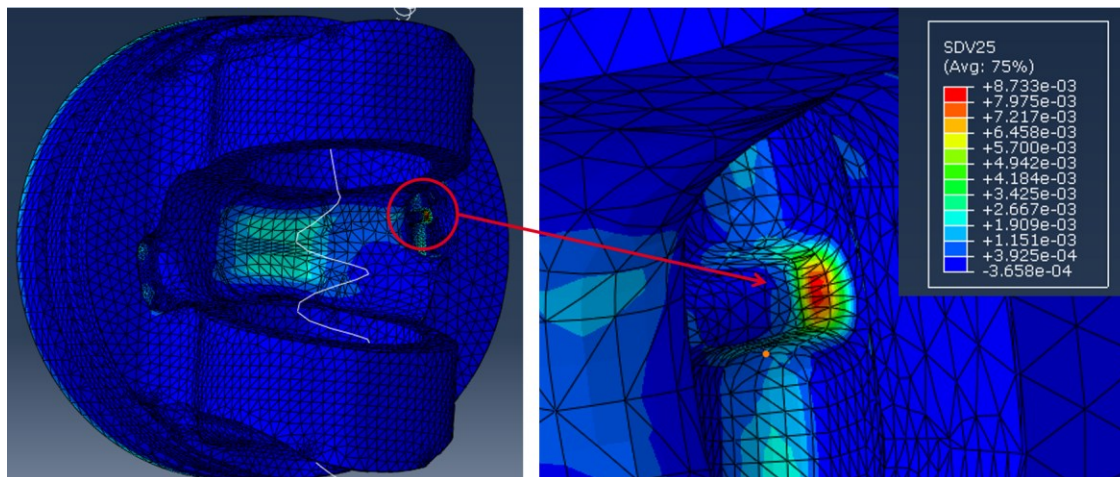 SDV25
(Avg: 75%)
+8.733e-03
+7.975e-03
+7.217e-03
+6.458e-03
+5.700e-03
+4.942e-03
+4.184e-03
+3.425e-03
+2.667e-03
+1.909e-03
+1.151e-03
+3.925e-04
-3.658e-04